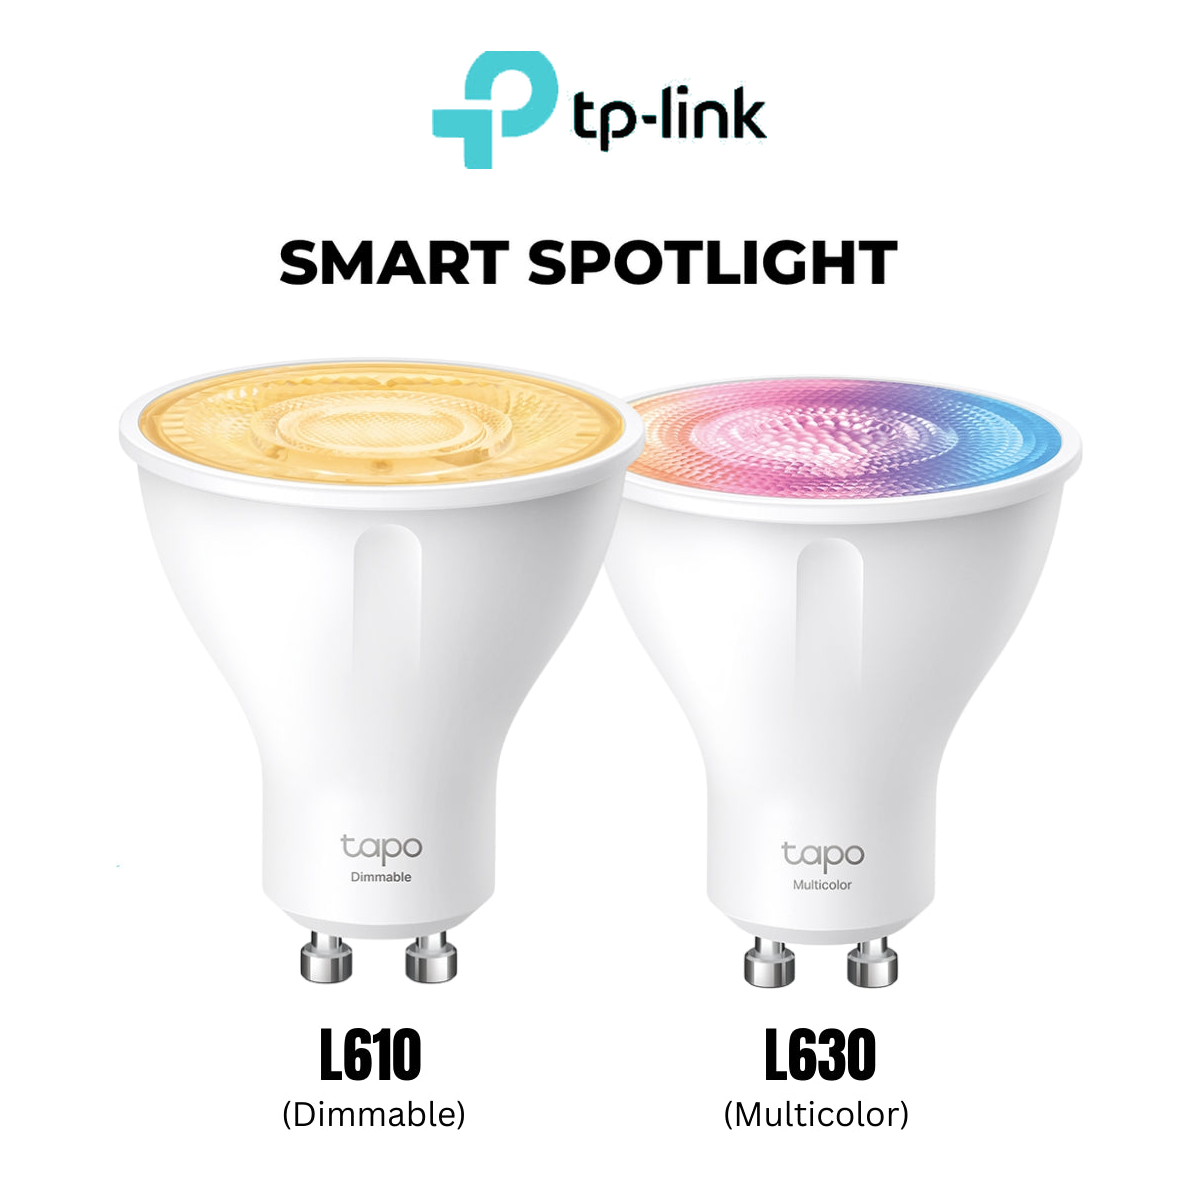 tp-link
SMART SPOTLIGHT
tapo
Dimmable
tapo
Multicolor
L610
(Dimmable)
L630
(Multicolor)